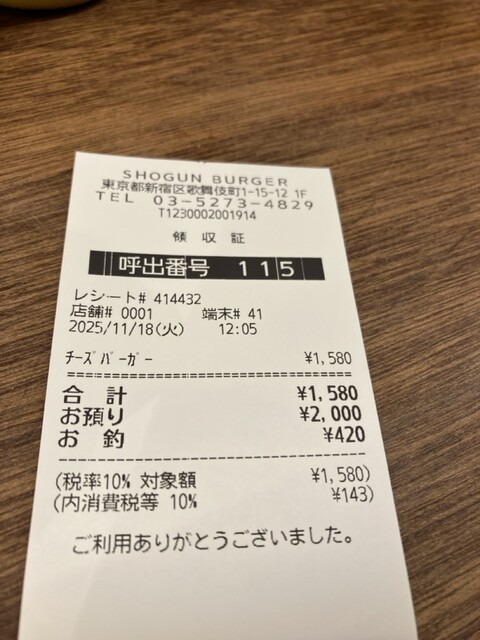 SHOGUN BURGER
東京都新宿区歌舞伎町1-15-12 1F
TEL 03-5273-4829
T1230002001914
領 収 証
呼出番号 115
レシート# 414432
店舗# 0001 端末# 41
2025/11/18(火) 12:05
チーズバーガー ¥1,580
合 計 ¥1,580
お預り ¥2,000
お 釣 ¥420
(税率10% 対象額 ¥1,580)
(内消費税等 10% ¥143)
ご利用ありがとうございました。